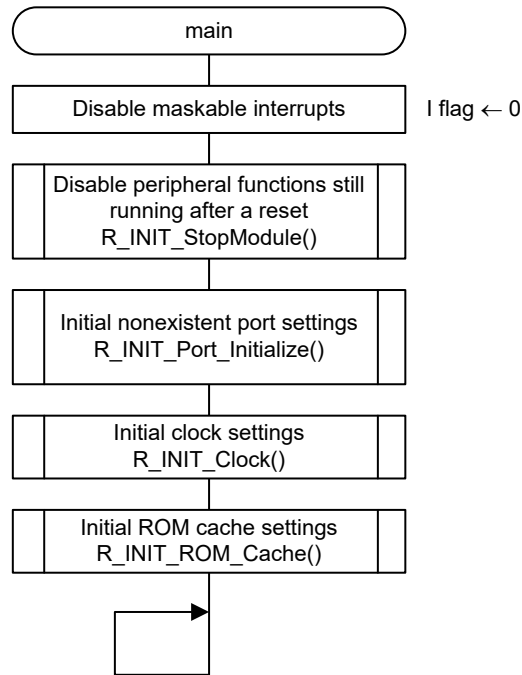 main
Disable maskable interrupts
I flag ← 0
Disable peripheral functions still
running after a reset
R_INIT_StopModule()
Initial nonexistent port settings
R_INIT_Port_Initialize()
Initial clock settings
R_INIT_Clock()
Initial ROM cache settings
R_INIT_ROM_Cache()